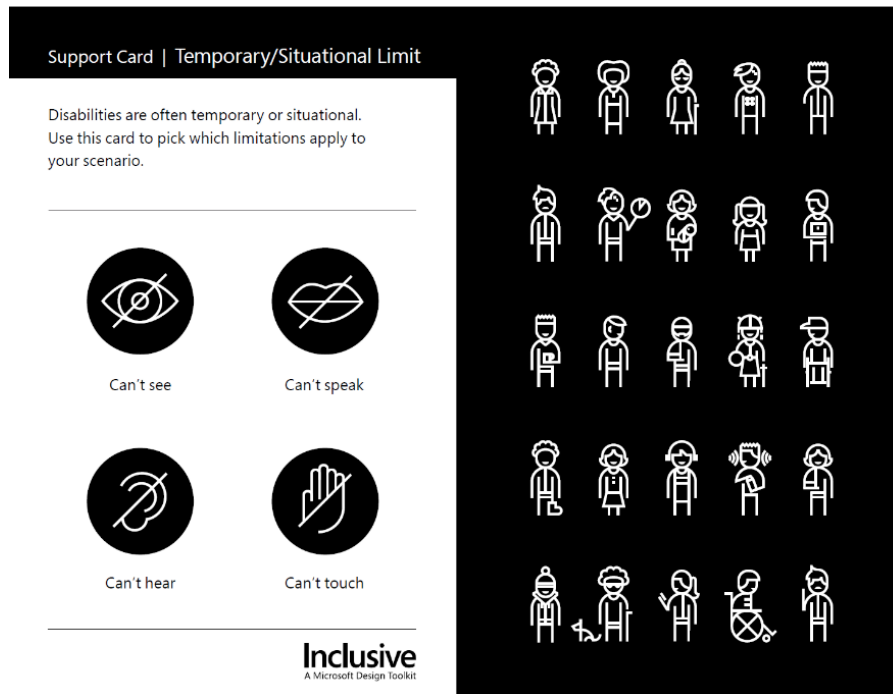 Support Card | Temporary/Situational Limit
Disabilities are often temporary or situational.
Use this card to pick which limitations apply to
your scenario.
Can't see
Can't speak
Can't hear
Can't touch
Inclusive
A Microsoft Design Toolkit